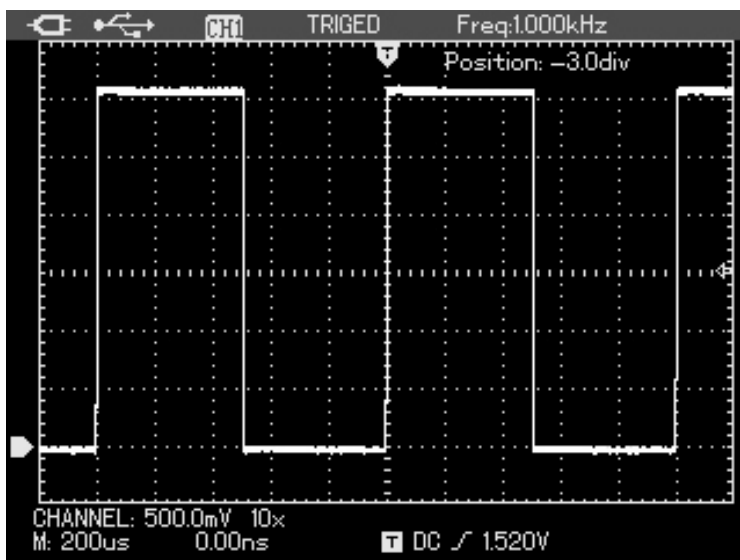 CH1 TRIGED Freq:1.000kHz
T
Position: -3.0div
CHANNEL: 500.0mV 10x
M: 200us 0.00ns T DC 1.520V